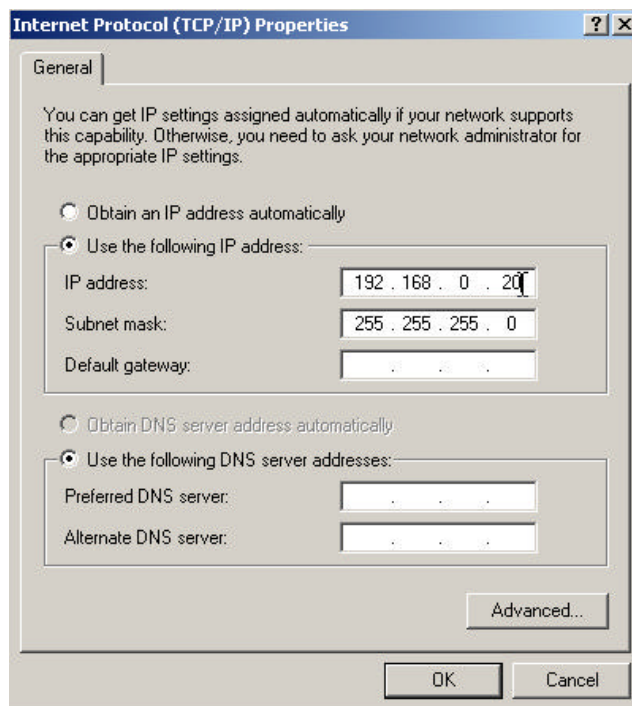 Internet Protocol (TCP/IP) Properties
General
You can get IP settings assigned automatically if your network supports
this capability. Otherwise, you need to ask your network administrator for
the appropriate IP settings.
Obtain an IP address automatically
Use the following IP address:
IP address: 192 . 168 . 0 . 20
Subnet mask: 255 . 255 . 255 . 0
Default gateway: . . .
Obtain DNS server address automatically
Use the following DNS server addresses:
Preferred DNS server: . . .
Alternate DNS server: . . .
Advanced...
OK Cancel